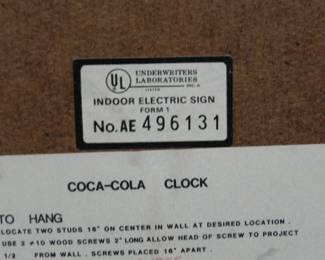 UL
UNDERWRITERS
LABORATORIES
LISTED INC.®
INDOOR ELECTRIC SIGN
FORM 1
No. AE 496131
COCA-COLA CLOCK
TO HANG
LOCATE TWO STUDS 16" ON CENTER IN WALL AT DESIRED LOCATION.
USE 2 #10 WOOD SCREWS 2" LONG ALLOW HEAD OF SCREW TO PROJECT
1/2 FROM WALL. SCREWS PLACED 16" APART.